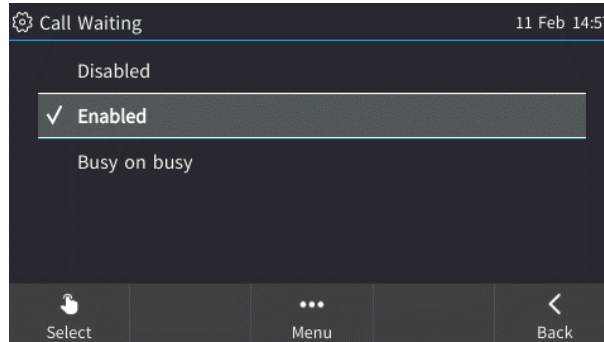 Call Waiting 11 Feb 14:5
Disabled
✓ Enabled
Busy on busy
Select Menu Back